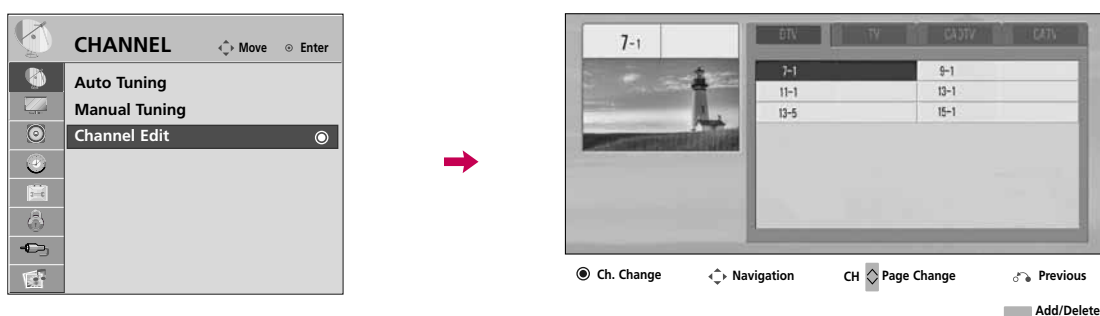 CHANNEL
Move
Enter
Auto Tuning
Manual Tuning
Channel Edit
7-1
DTV
TV
CADTV
CATV
7-1
9-1
11-1
13-1
13-5
15-1
Ch. Change
Navigation
CH
Page Change
Previous
Add/Delete